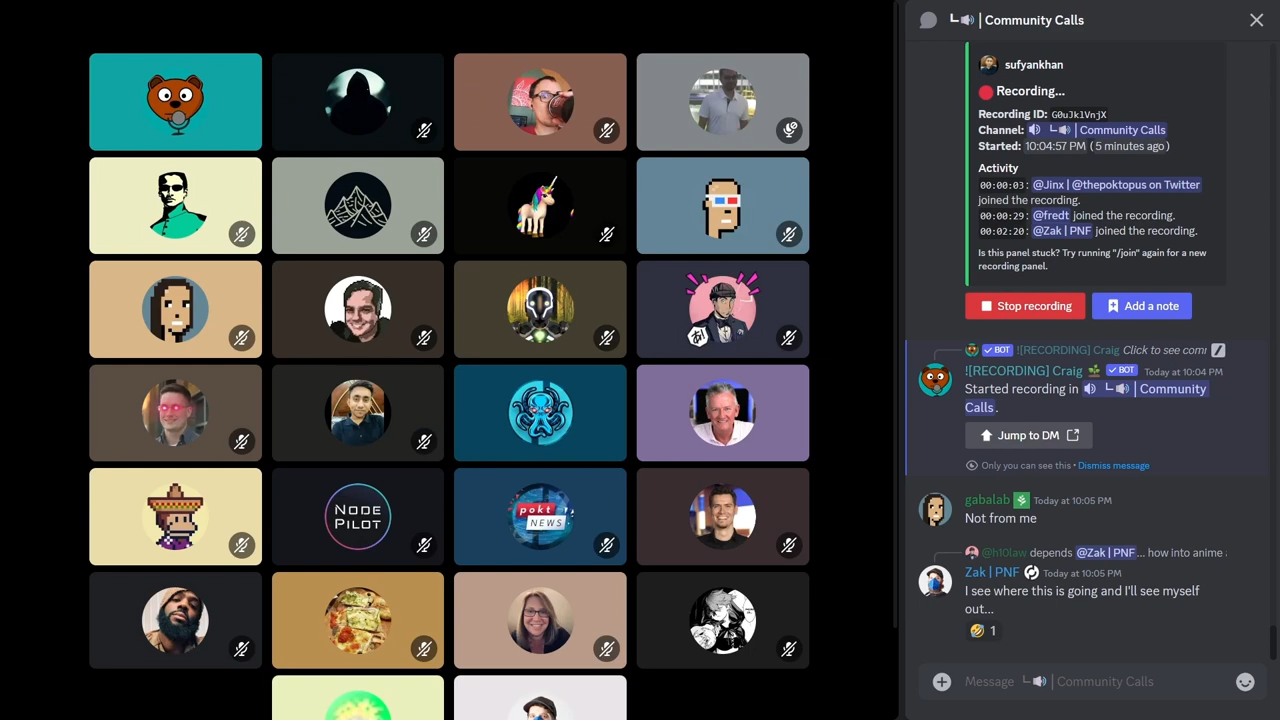 NODE
PILOT
pokt
NEWS
| Community Calls
sufyankhan
Recording...
Recording ID: G0uJk1VnjX
Channel: | Community Calls
Started: 10:04:57 PM (5 minutes ago)
Activity
00:00:03: @Jinx | @thepoktopus on Twitter
joined the recording.
00:00:29: @fredt joined the recording.
00:02:20: @Zak | PNF joined the recording.
Is this panel stuck? Try running "/join" again for a new
recording panel.
Stop recording
Add a note
BOT ![RECORDING] Craig Click to see comi
![RECORDING] Craig BOT Today at 10:04 PM
Started recording in | Community
Calls.
Jump to DM
Only you can see this • Dismiss message
gabalab Today at 10:05 PM
Not from me
@h10law depends @Zak | PNF... how into anime
Zak | PNF Today at 10:05 PM
I see where this is going and I'll see myself
out...
1
Message | Community Calls